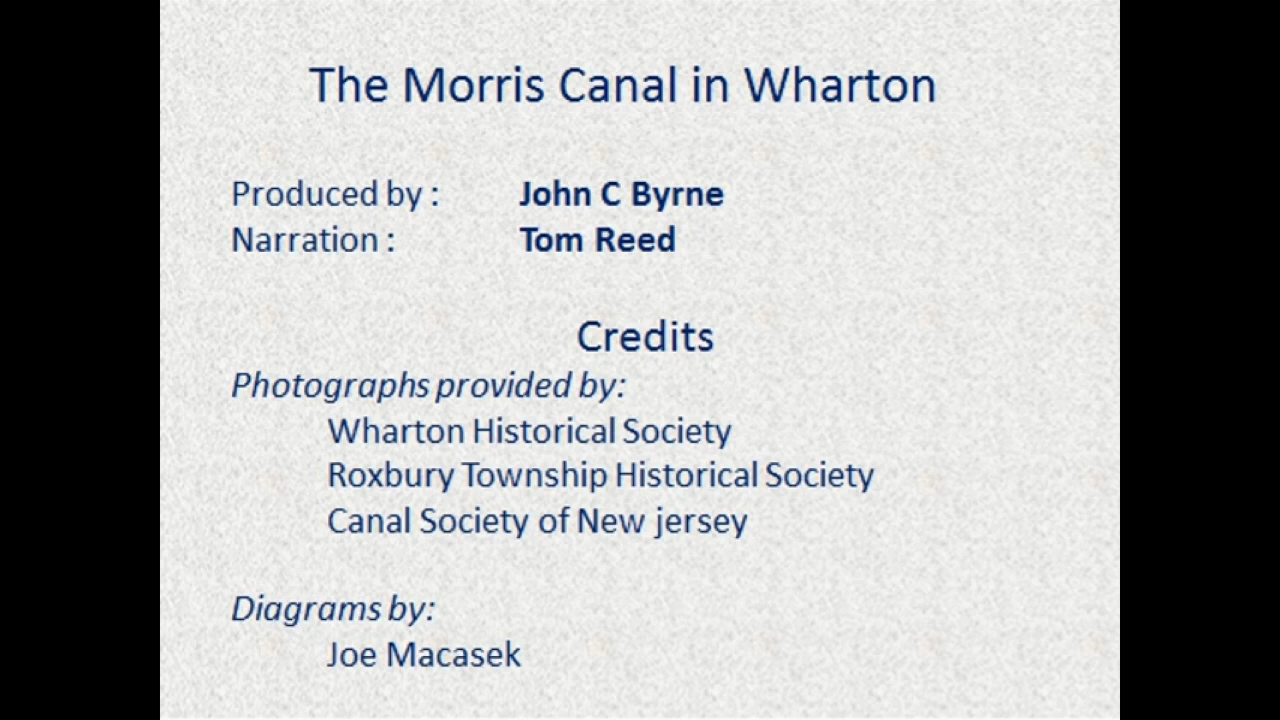 The Morris Canal in Wharton
Produced by : John C Byrne
Narration : Tom Reed
Credits
Photographs provided by:
Wharton Historical Society
Roxbury Township Historical Society
Canal Society of New jersey
Diagrams by:
Joe Macasek